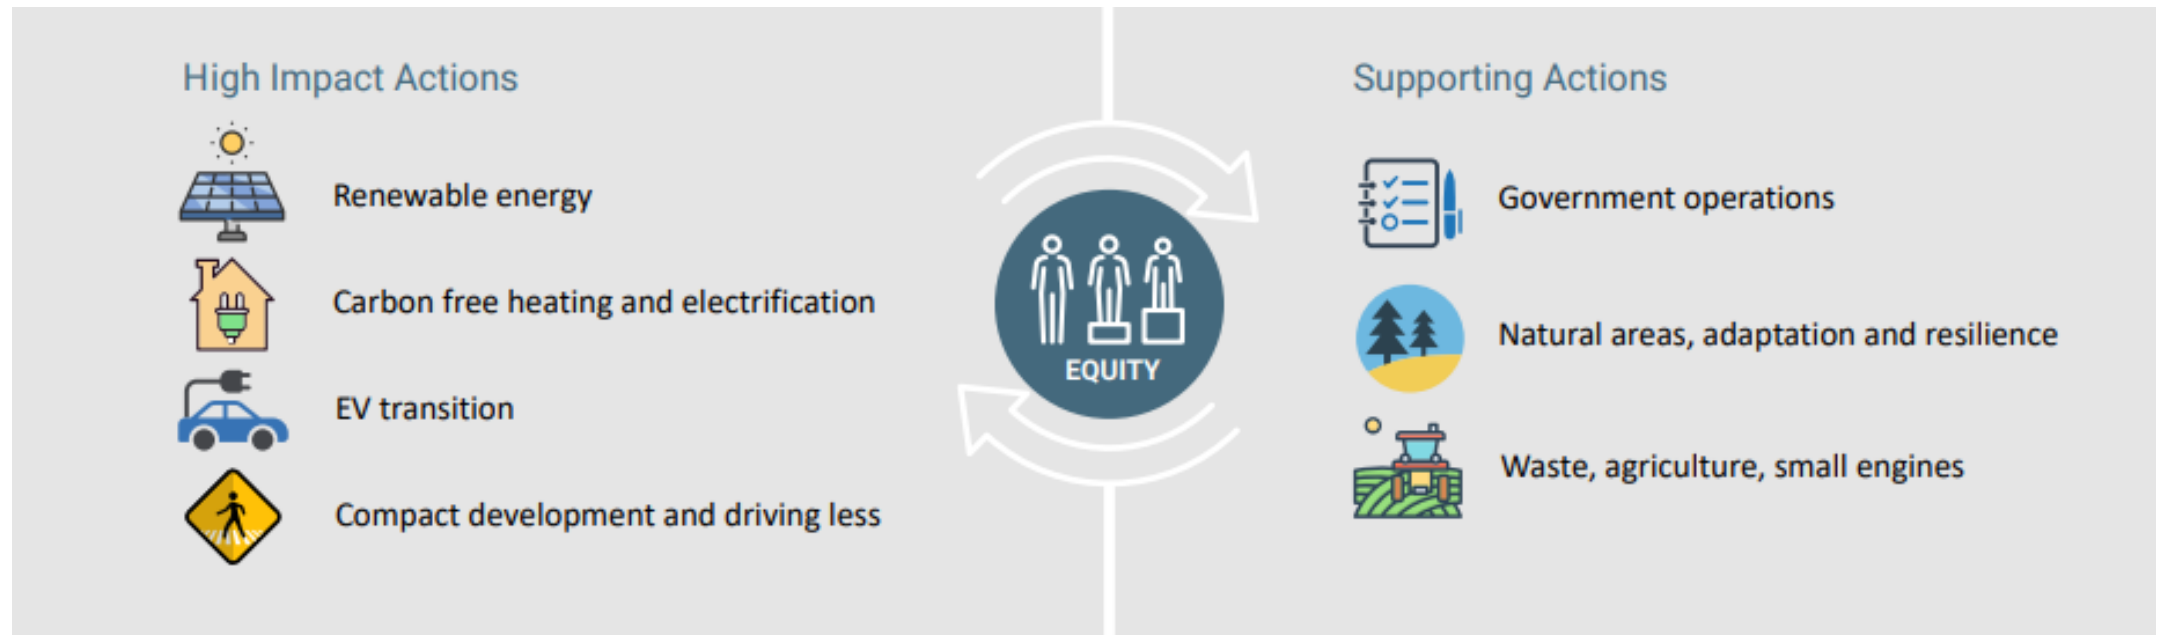 High Impact Actions
Renewable energy
Carbon free heating and electrification
EV transition
Compact development and driving less
EQUITY
Supporting Actions
Government operations
Natural areas, adaptation and resilience
Waste, agriculture, small engines